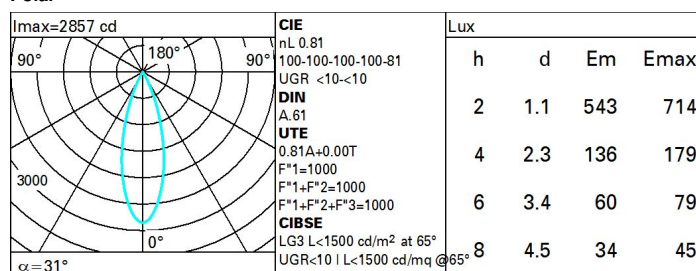 Imax=2857 cd
90° 180° 90°
3000
0°
α=31°
CIE
nL 0.81
100-100-100-100-81
UGR <10-<10
DIN
A.61
UTE
0.81A+0.00T
F"1=1000
F"1+F"2=1000
F"1+F"2+F"3=1000
CIBSE
LG3 L<1500 cd/m² at 65°
UGR<10 | L<1500 cd/mq @65°
Lux
h d Em Emax
2 1.1 543 714
4 2.3 136 179
6 3.4 60 79
8 4.5 34 45